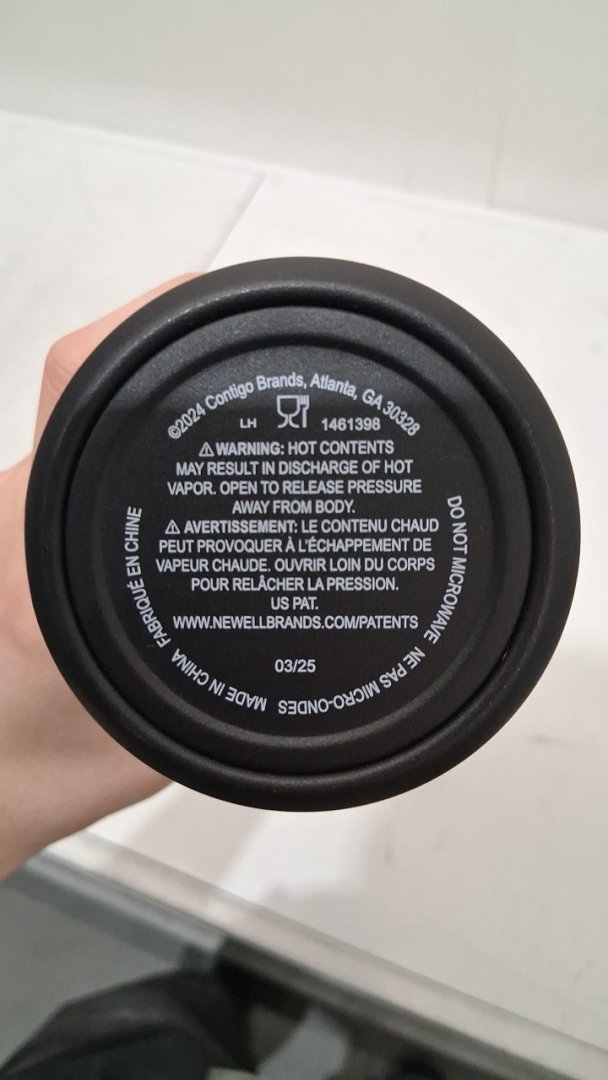 ©2024 Contigo Brands, Atlanta, GA 30328
LH 1461398
⚠ WARNING: HOT CONTENTS
MAY RESULT IN DISCHARGE OF HOT
VAPOR. OPEN TO RELEASE PRESSURE
AWAY FROM BODY.
⚠ AVERTISSEMENT: LE CONTENU CHAUD
PEUT PROVOQUER À L'ÉCHAPPEMENT DE
VAPEUR CHAUDE. OUVRIR LOIN DU CORPS
POUR RELÂCHER LA PRESSION.
US PAT.
WWW.NEWELLBRANDS.COM/PATENTS
03/25
DO NOT MICROWAVE NE PAS MICRO-ONDES
MADE IN CHINA FABRIQUÉ EN CHINE